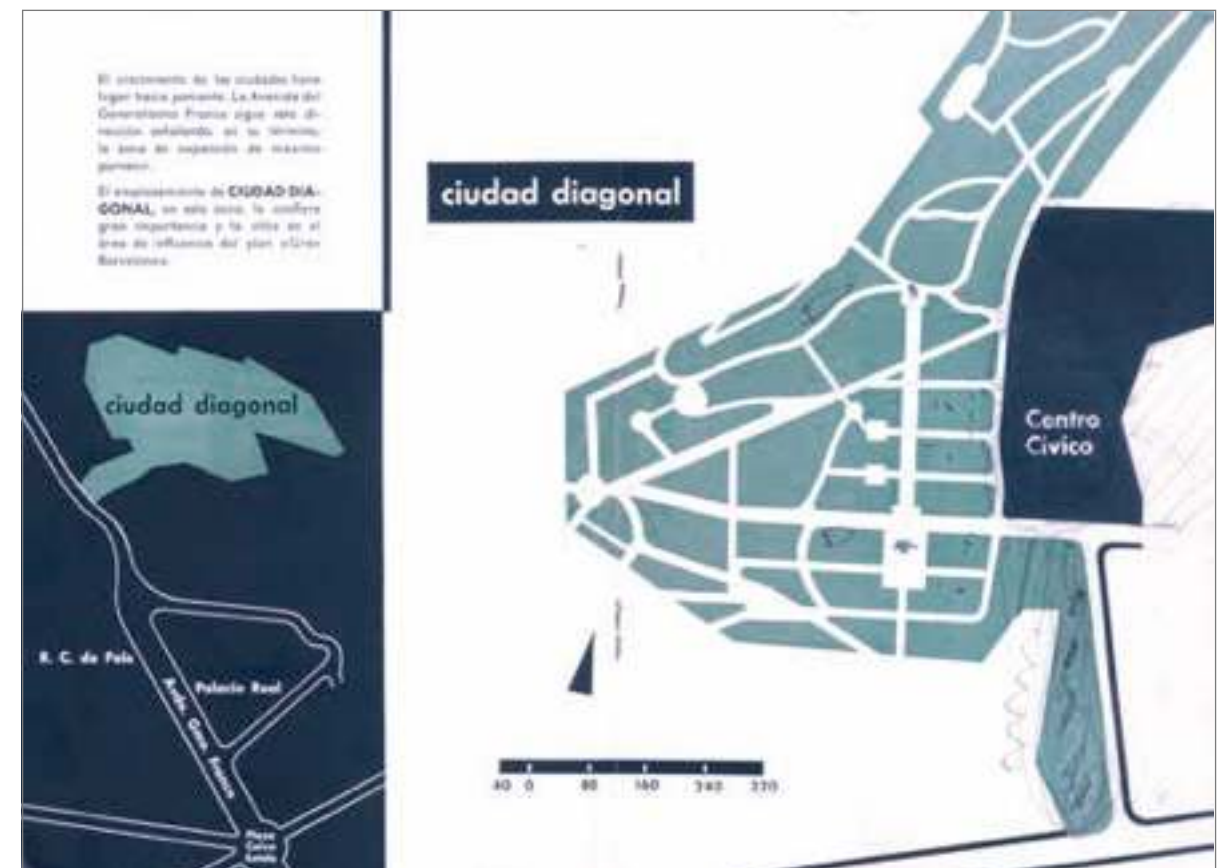 El crecimiento de las ciudades tiene
lugar hacia poniente. La Avenida del
Generalísimo Franco sigue esta di-
rección señalando, en su término,
la zona de expansión de máximo
porvenir.
El emplazamiento de CIUDAD DIA-
GONAL, en esta zona, le confiere
gran importancia y la sitúa en el
área de influencia del plan «Gran
Barcelona».
ciudad diagonal
ciudad diagonal
Centro
Cívico
R. C. de Polo
Palacio Real
Avda. Gmo. Franco
Plaza
Calvo
Sotelo
40 0 80 160 240 320